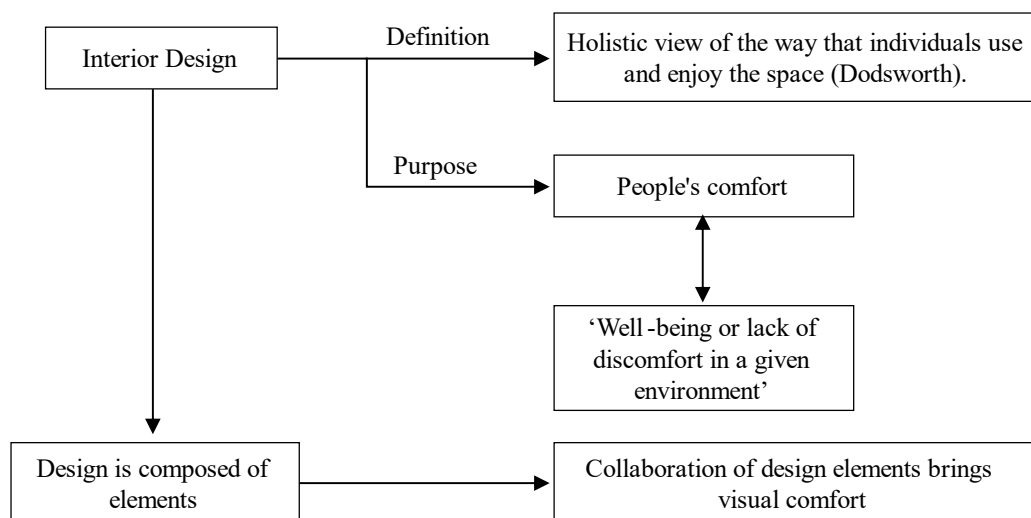 Definition
Interior Design
Holistic view of the way that individuals use
and enjoy the space (Dodsworth).
Purpose
People's comfort
‘Well -being or lack of
discomfort in a given
environment’
Design is composed of
elements
Collaboration of design elements brings
visual comfort